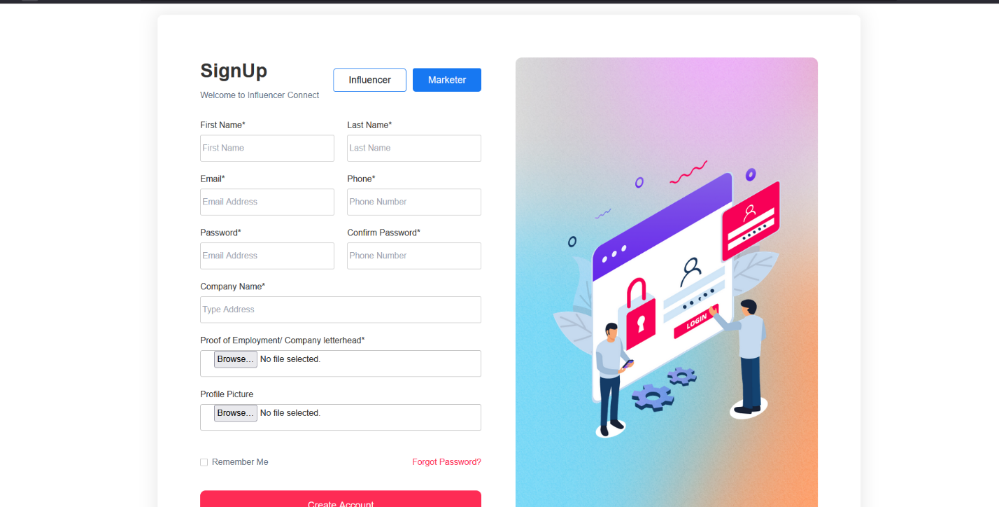 SignUp
Influencer
Marketer
Welcome to Influencer Connect
First Name*
Last Name*
First Name
Last Name
Email*
Phone*
Email Address
Phone Number
Password*
Confirm Password*
Email Address
Phone Number
Company Name*
Type Address
Proof of Employment/ Company letterhead*
Browse... No file selected.
Profile Picture
Browse... No file selected.
Remember Me
Forgot Password?
Create Account
LOGIN